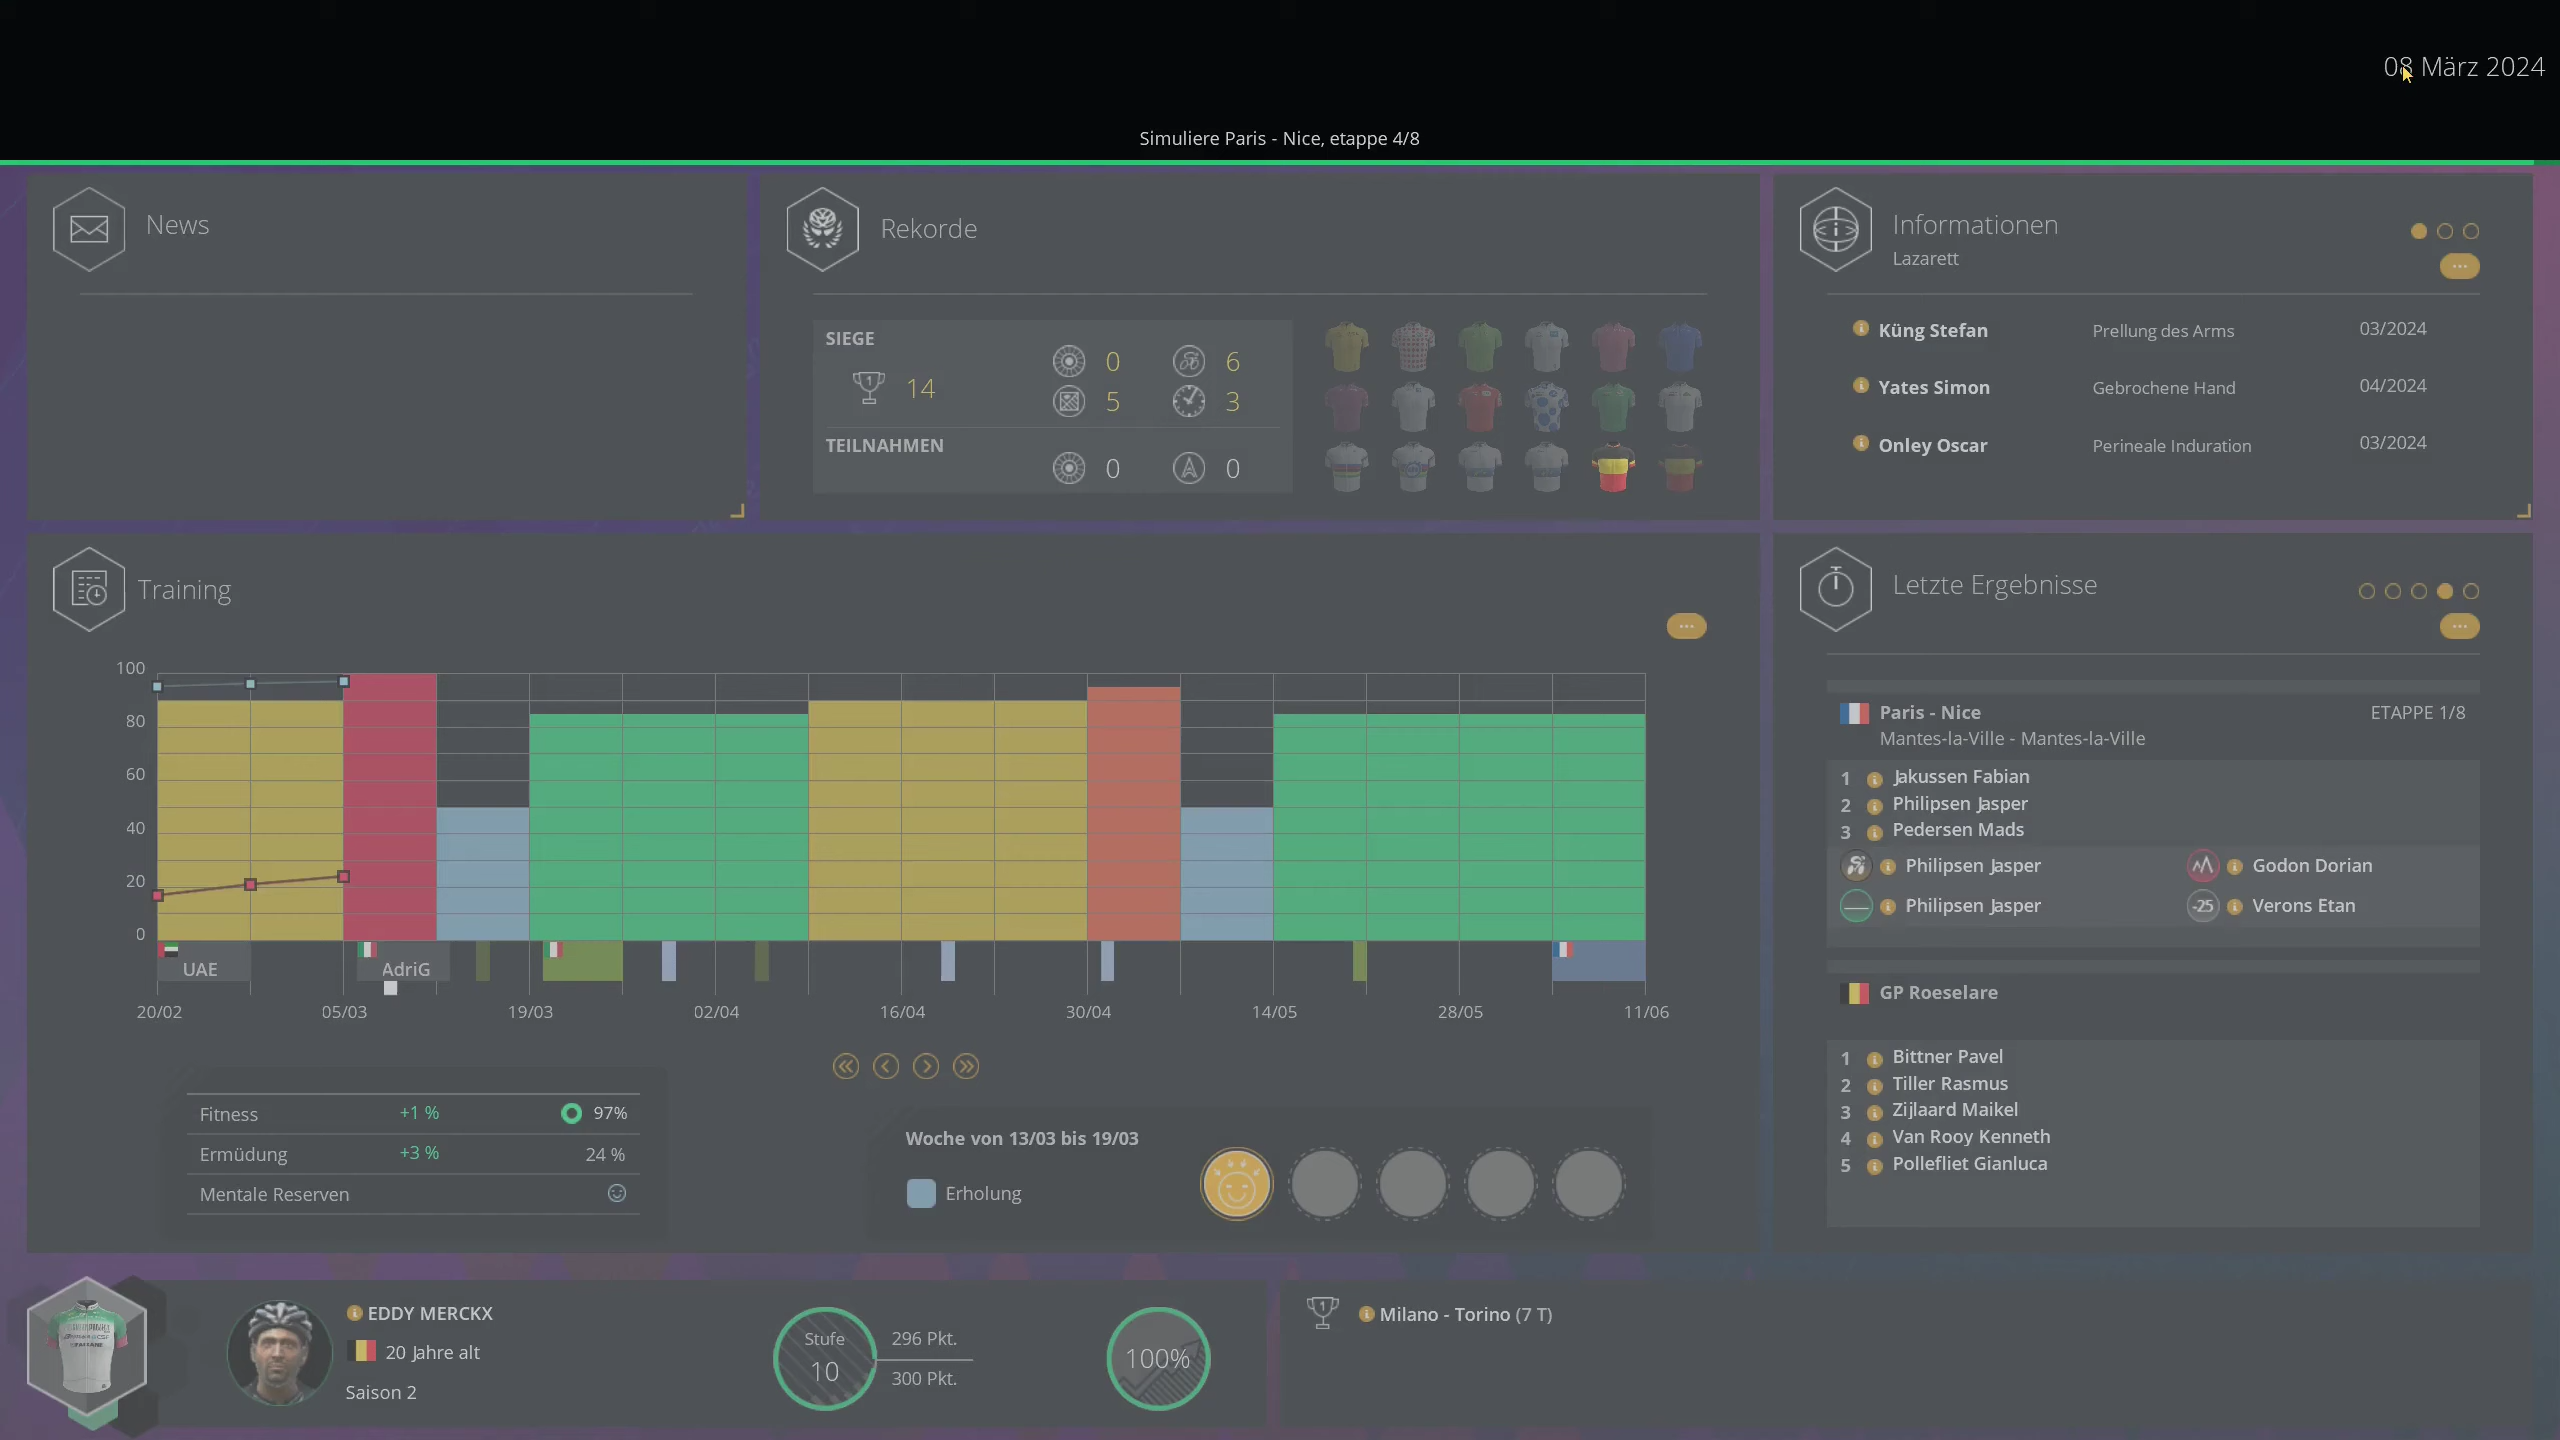 08 März 2024
Simuliere Paris - Nice, etappe 4/8
News
Rekorde
SIEGE
14
0
6
5
3
TEILNAHMEN
0
0
Informationen
Lazarett
Küng Stefan Prellung des Arms 03/2024
Yates Simon Gebrochene Hand 04/2024
Onley Oscar Perineale Induration 03/2024
Training
100
80
60
40
20
0
UAE
AdriG
20/02 05/03 19/03 02/04 16/04 30/04 14/05 28/05 11/06
Fitness +1 % 97%
Ermüdung +3 % 24 %
Mentale Reserven
Woche von 13/03 bis 19/03
Erholung
Letzte Ergebnisse
Paris - Nice ETAPPE 1/8
Mantes-la-Ville - Mantes-la-Ville
1 Jakussen Fabian
2 Philipsen Jasper
3 Pedersen Mads
Philipsen Jasper Godon Dorian
Philipsen Jasper -25 Verons Etan
GP Roeselare
1 Bittner Pavel
2 Tiller Rasmus
3 Zijlaard Maikel
4 Van Rooy Kenneth
5 Pollefliet Gianluca
EDDY MERCKX
20 Jahre alt
Saison 2
Stufe
10
296 Pkt.
300 Pkt.
100%
Milano - Torino (7 T)